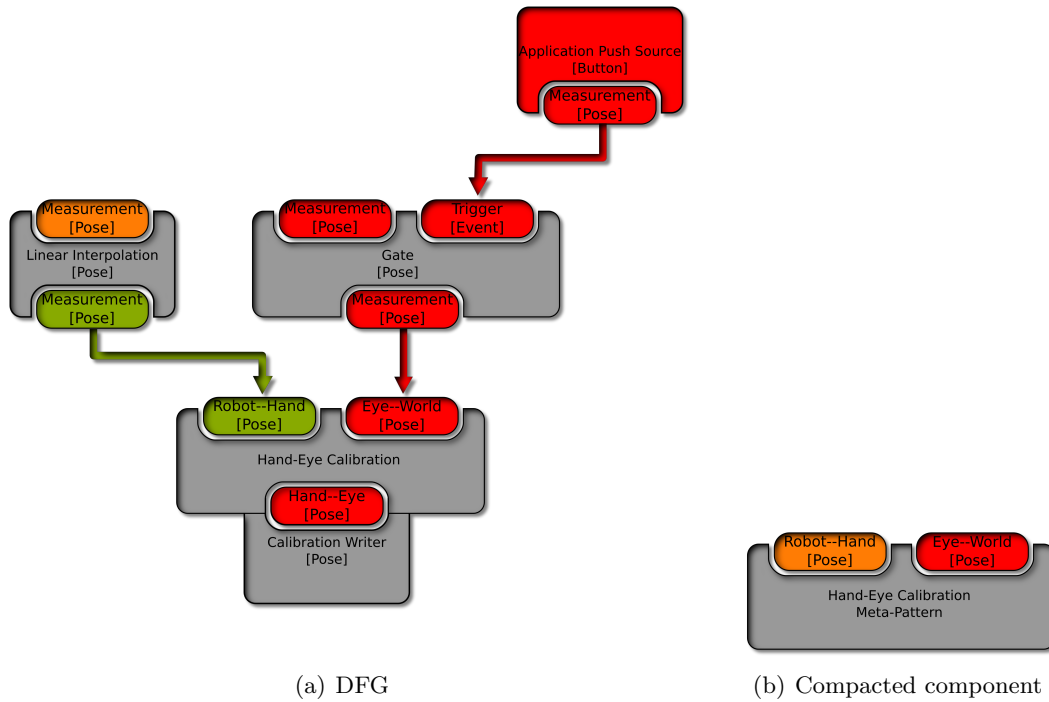 Application Push Source
[Button]
Measurement
[Pose]
Measurement
[Pose]
Linear Interpolation
[Pose]
Measurement
[Pose]
Measurement
[Pose]
Trigger
[Event]
Gate
[Pose]
Measurement
[Pose]
Robot--Hand
[Pose]
Eye--World
[Pose]
Hand-Eye Calibration
Hand--Eye
[Pose]
Calibration Writer
[Pose]
Robot--Hand
[Pose]
Eye--World
[Pose]
Hand-Eye Calibration
Meta-Pattern
(a) DFG
(b) Compacted component